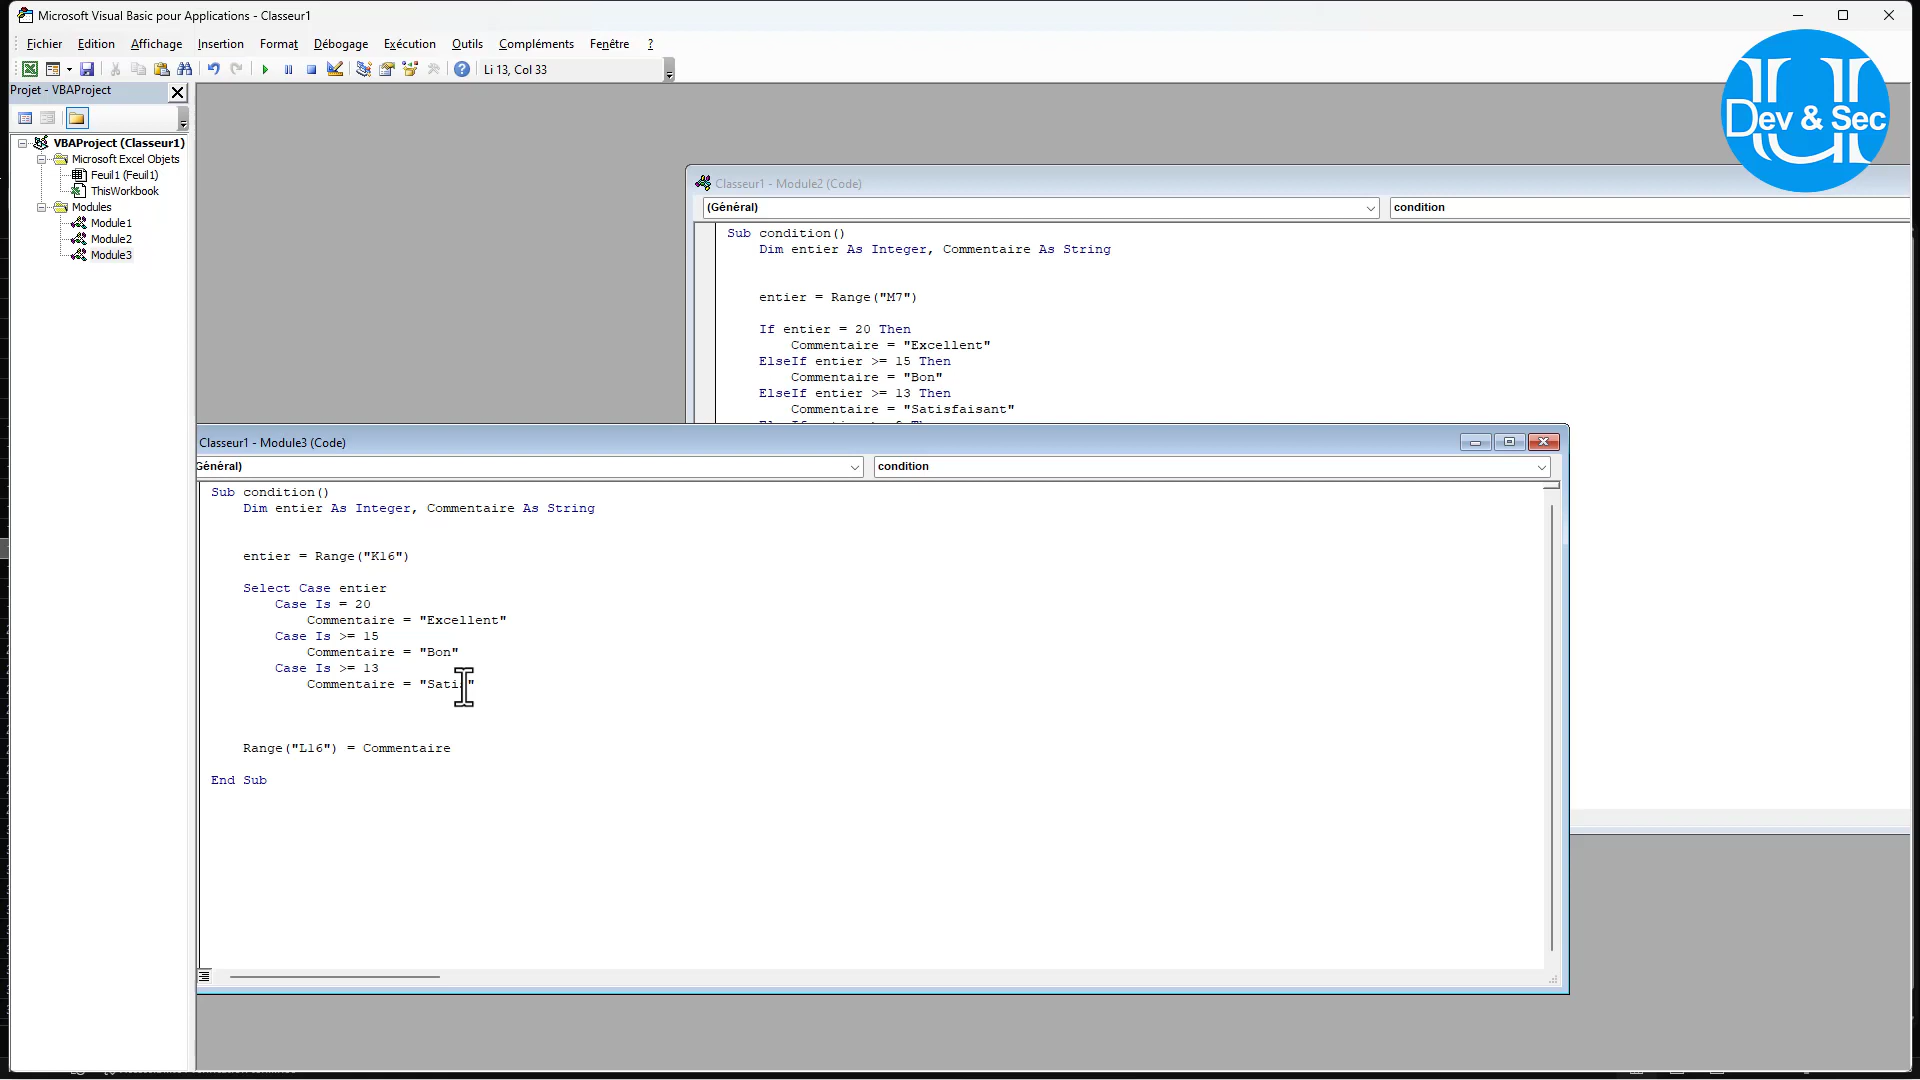 Microsoft Visual Basic pour Applications - Classeur1
Fichier Edition Affichage Insertion Format Débogage Exécution Outils Compléments Fenêtre ?
Li 13, Col 33
Projet - VBAProject
VBAProject (Classeur1)
Microsoft Excel Objets
Feuil1 (Feuil1)
ThisWorkbook
Modules
Module1
Module2
Module3
Dev & Sec
Classeur1 - Module2 (Code)
(Général) condition
Sub condition()
Dim entier As Integer, Commentaire As String
entier = Range("M7")
If entier = 20 Then
Commentaire = "Excellent"
ElseIf entier >= 15 Then
Commentaire = "Bon"
ElseIf entier >= 13 Then
Commentaire = "Satisfaisant"
Classeur1 - Module3 (Code)
Général) condition
Sub condition()
Dim entier As Integer, Commentaire As String
entier = Range("K16")
Select Case entier
Case Is = 20
Commentaire = "Excellent"
Case Is >= 15
Commentaire = "Bon"
Case Is >= 13
Commentaire = "Satis"
Range("L16") = Commentaire
End Sub